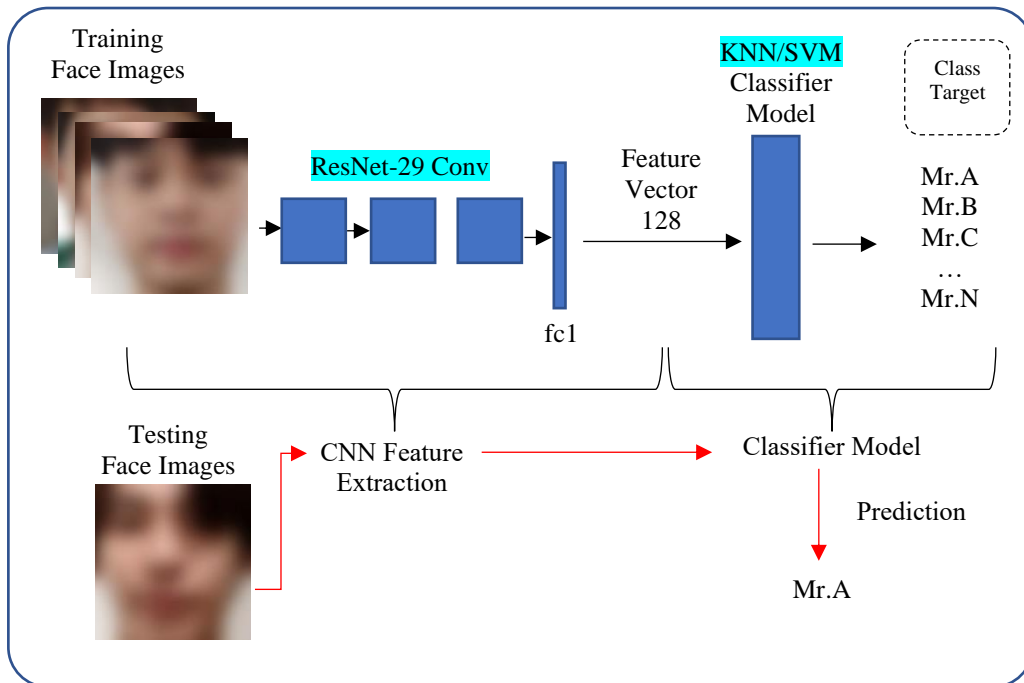 Training
Face Images
ResNet-29 Conv
fc1
Feature
Vector
128
KNN/SVM
Classifier
Model
Class
Target
Mr.A
Mr.B
Mr.C
…
Mr.N
Testing
Face Images
CNN Feature
Extraction
Classifier Model
Prediction
Mr.A